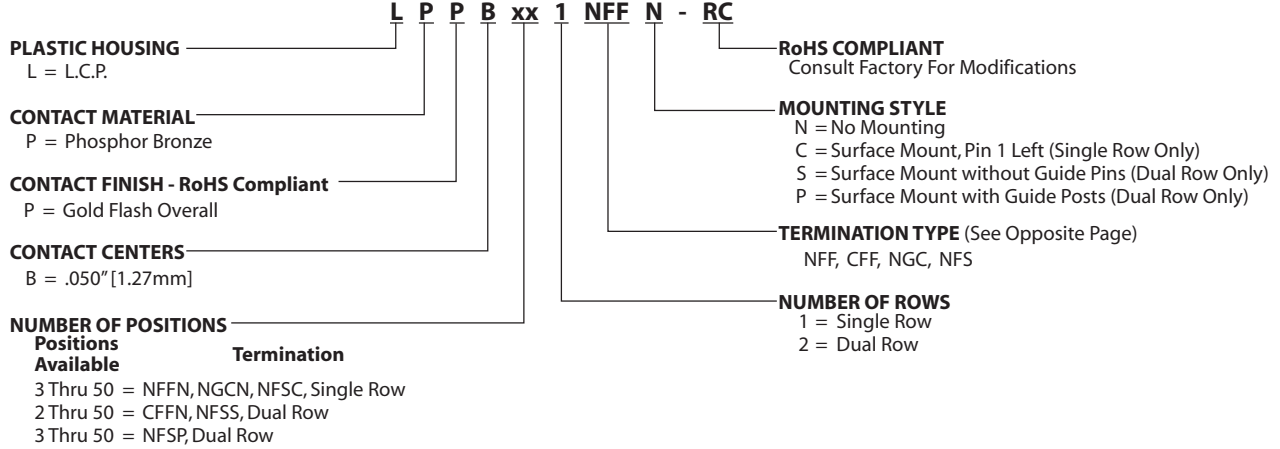 L P P B xx 1 NFF N - RC
PLASTIC HOUSING
L = L.C.P.
CONTACT MATERIAL
P = Phosphor Bronze
CONTACT FINISH - RoHS Compliant
P = Gold Flash Overall
CONTACT CENTERS
B = .050" [1.27mm]
NUMBER OF POSITIONS
Positions
Available
Termination
3 Thru 50 = NFFN, NGCN, NFSC, Single Row
2 Thru 50 = CFFN, NFSS, Dual Row
3 Thru 50 = NFSP, Dual Row
RoHS COMPLIANT
Consult Factory For Modifications
MOUNTING STYLE
N = No Mounting
C = Surface Mount, Pin 1 Left (Single Row Only)
S = Surface Mount without Guide Pins (Dual Row Only)
P = Surface Mount with Guide Posts (Dual Row Only)
TERMINATION TYPE (See Opposite Page)
NFF, CFF, NGC, NFS
NUMBER OF ROWS
1 = Single Row
2 = Dual Row